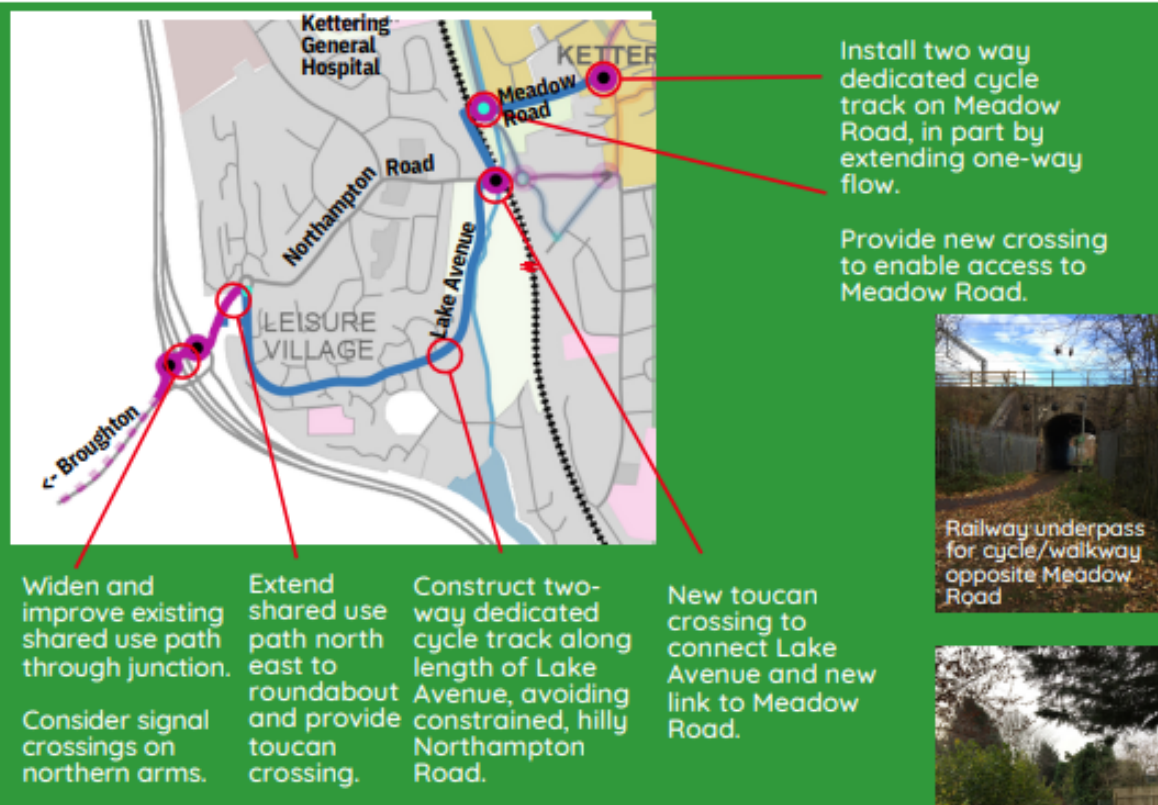 Kettering
General
Hospital
KETTER
Meadow
Road
Northampton
Road
Lake Avenue
LEISURE
VILLAGE
<- Broughton
Install two way
dedicated cycle
track on Meadow
Road, in part by
extending one-way
flow.
Provide new crossing
to enable access to
Meadow Road.
Railway underpass
for cycle/walkway
opposite Meadow
Road
Widen and
improve existing
shared use path
through junction.
Consider signal
crossings on
northern arms.
Extend
shared use
path north
east to
roundabout
and provide
toucan
crossing.
Construct two-
way dedicated
cycle track along
length of Lake
Avenue, avoiding
constrained, hilly
Northampton
Road.
New toucan
crossing to
connect Lake
Avenue and new
link to Meadow
Road.